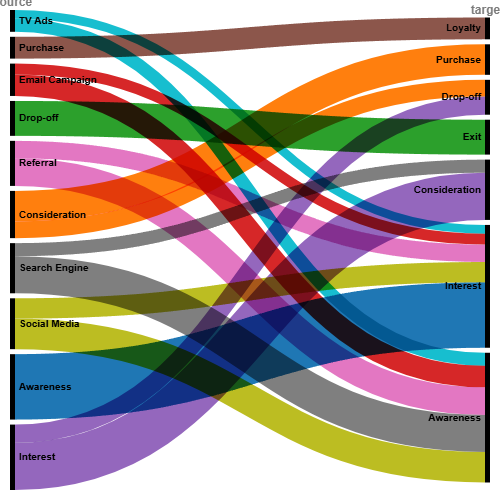 ource
targe
TV Ads
Purchase
Email Campaign
Drop-off
Referral
Consideration
Search Engine
Social Media
Awareness
Interest
Loyalty
Purchase
Drop-off
Exit
Consideration
Interest
Awareness